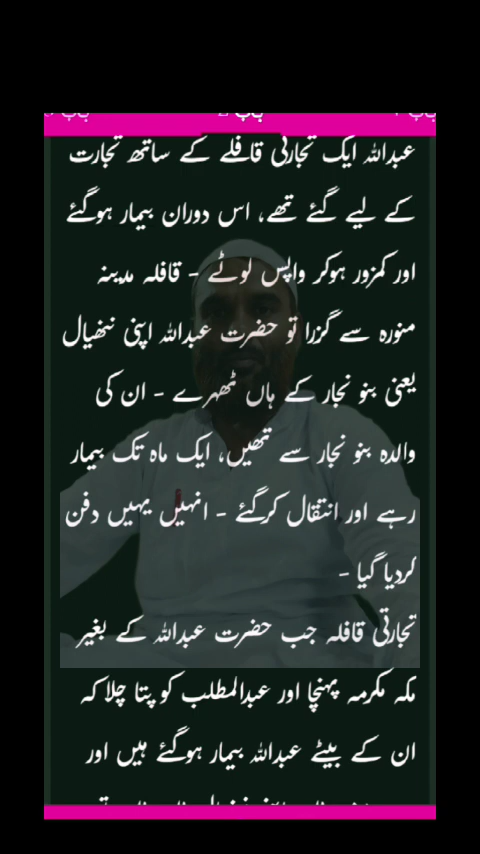 عبداللہ ایک تجارتی قافلے کے ساتھ تجارت
کے لیے گئے تھے، اس دوران بیمار ہوگئے
اور کمزور ہوکر واپس لوٹے - قافلہ مدینہ
منورہ سے گزرا تو حضرت عبداللہ اپنی ننھیال
یعنی بنو نجار کے ہاں ٹھہرے - ان کی
والدہ بنو نجار سے تھیں، ایک ماہ تک بیمار
رہے اور انتقال کرگئے - انہیں یہیں دفن
کردیا گیا -
تجارتی قافلہ جب حضرت عبداللہ کے بغیر
مکہ مکرمہ پہنچا اور عبدالمطلب کو پتا چلا کہ
ان کے بیٹے عبداللہ بیمار ہوگئے ہیں اور